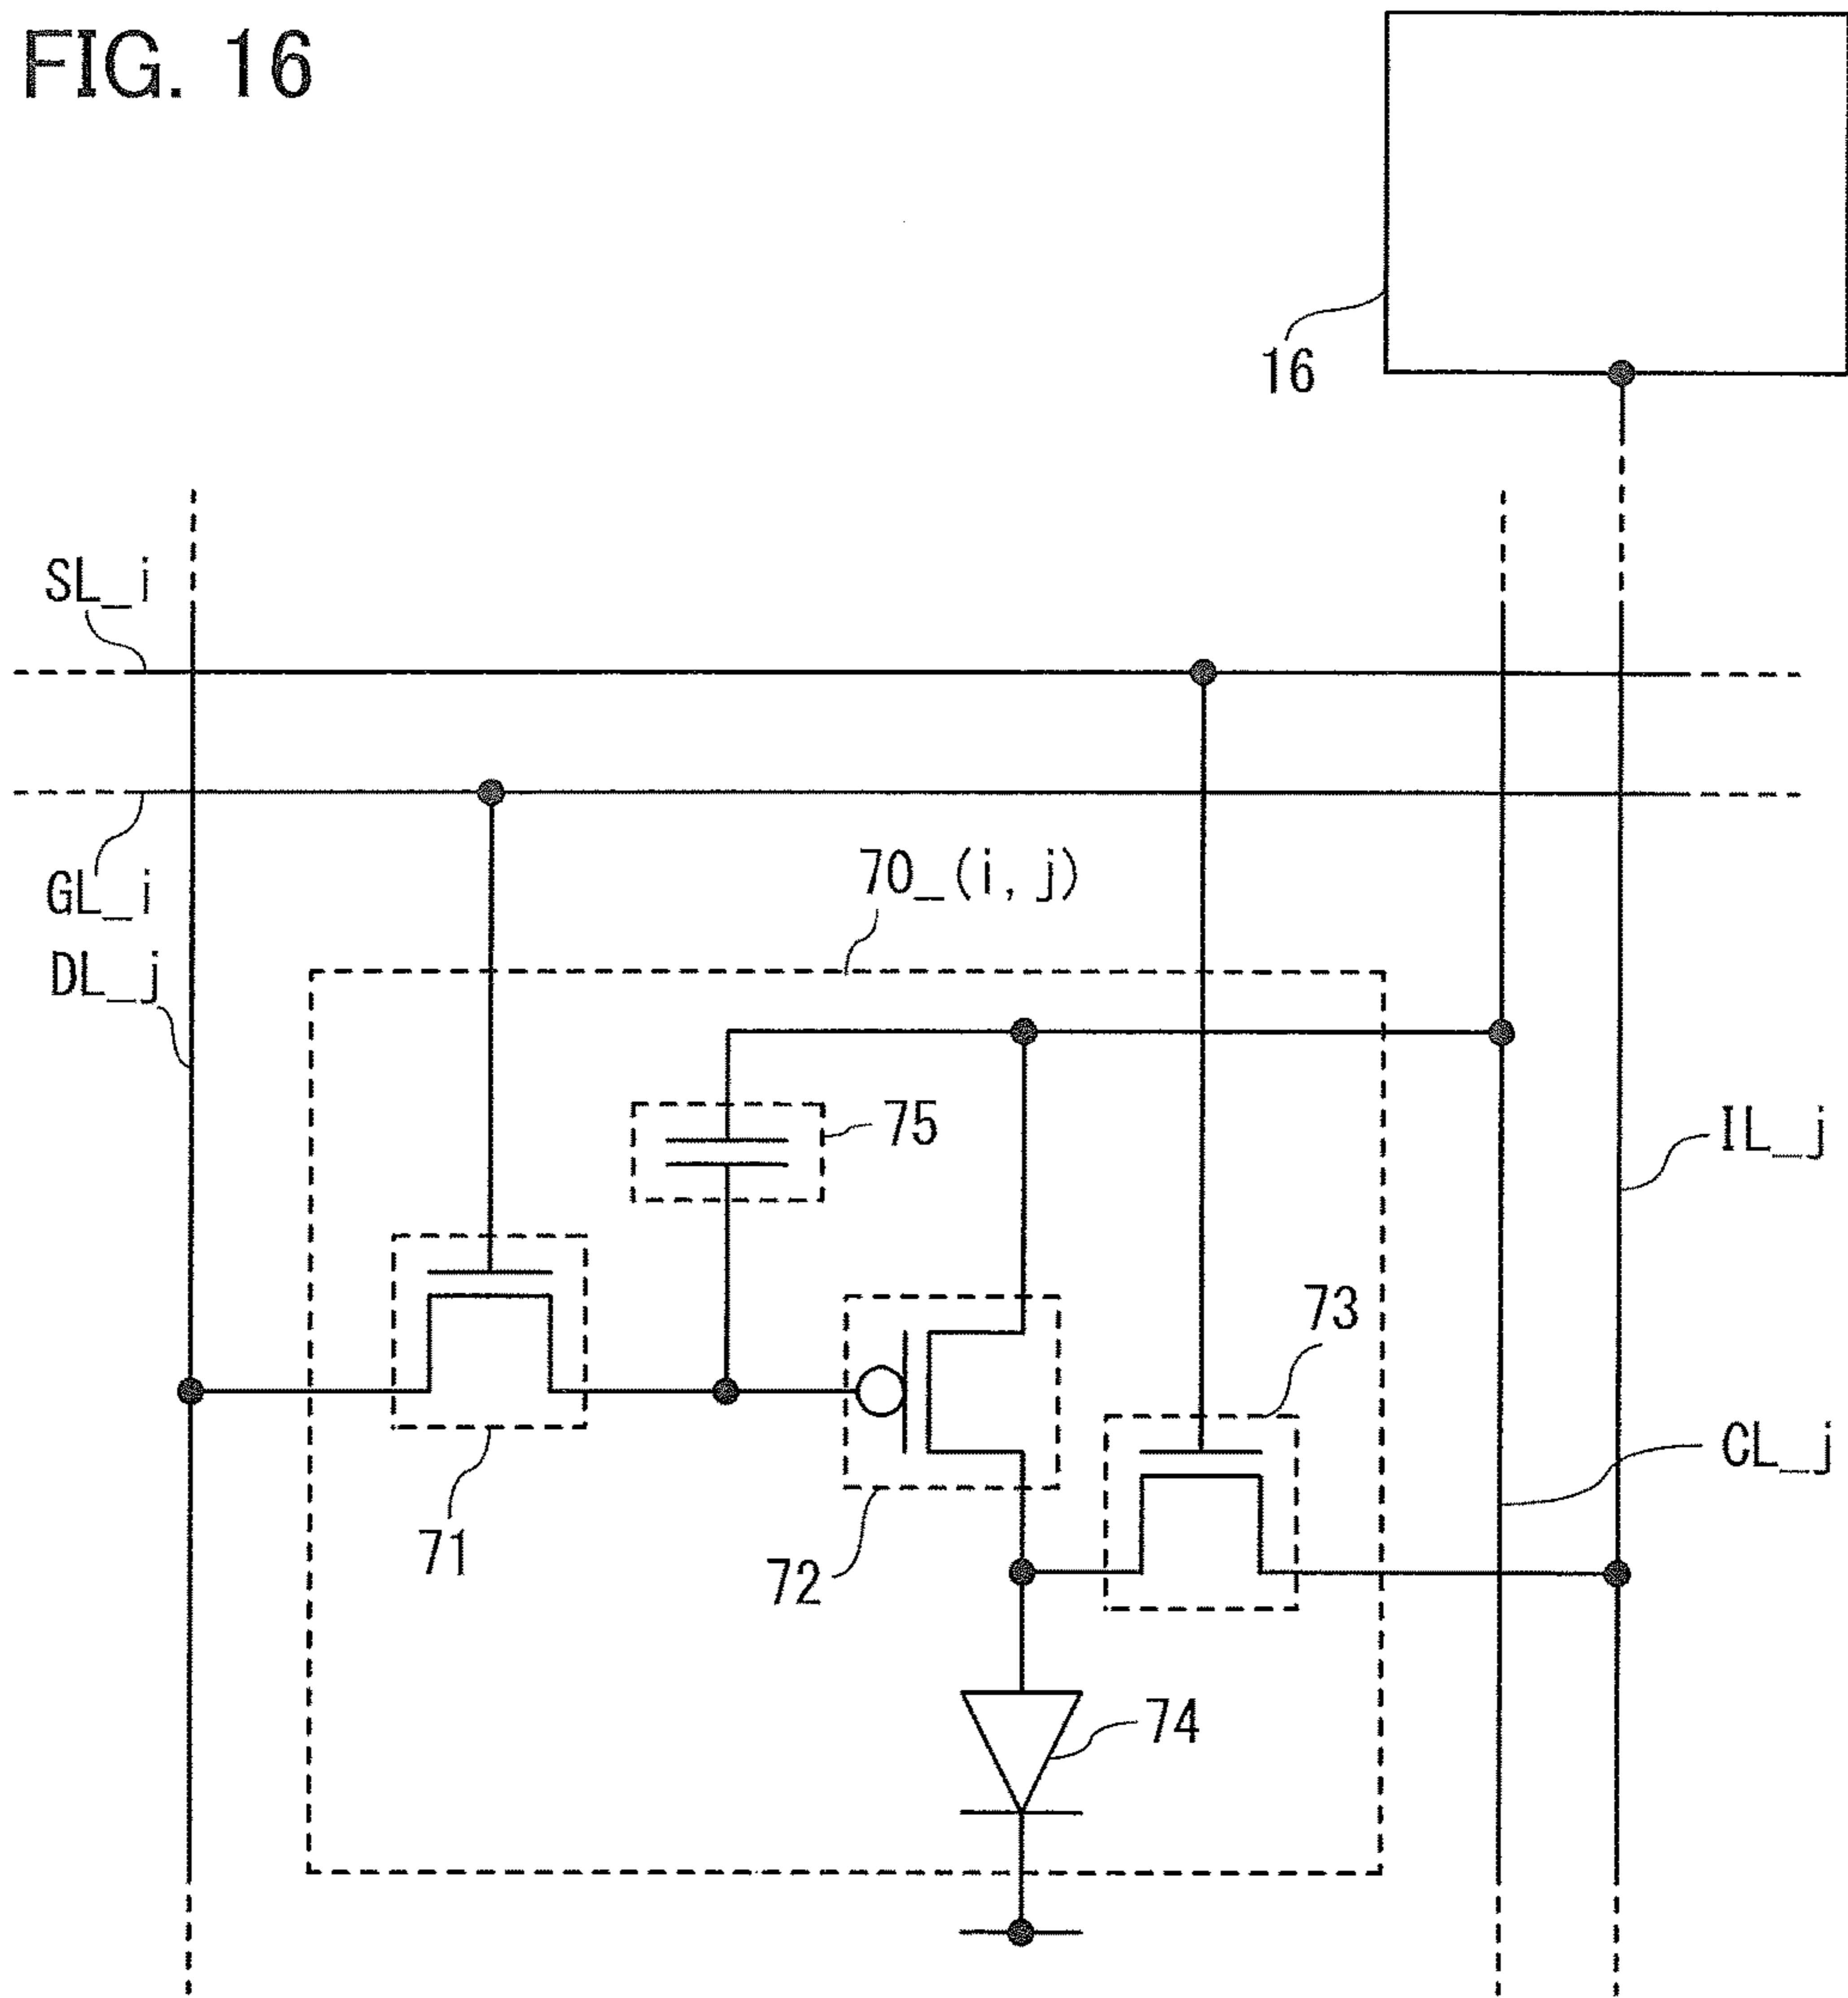 FIG. 16
16
SL_i
GL_i
70_(i, j)
DL_j
75
IL_j
73
CL_j
71
72
74